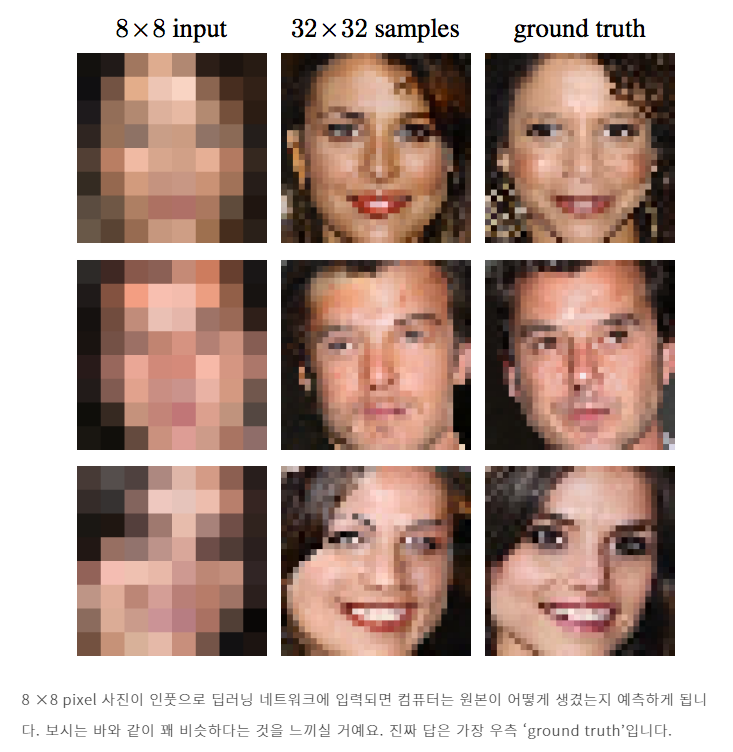 8×8 input 32×32 samples ground truth
8 ×8 pixel 사진이 인풋으로 딥러닝 네트워크에 입력되면 컴퓨터는 원본이 어떻게 생겼는지 예측하게 됩니
다. 보시는 바와 같이 꽤 비슷하다는 것을 느끼실 거예요. 진짜 답은 가장 우측 ‘ground truth’입니다.